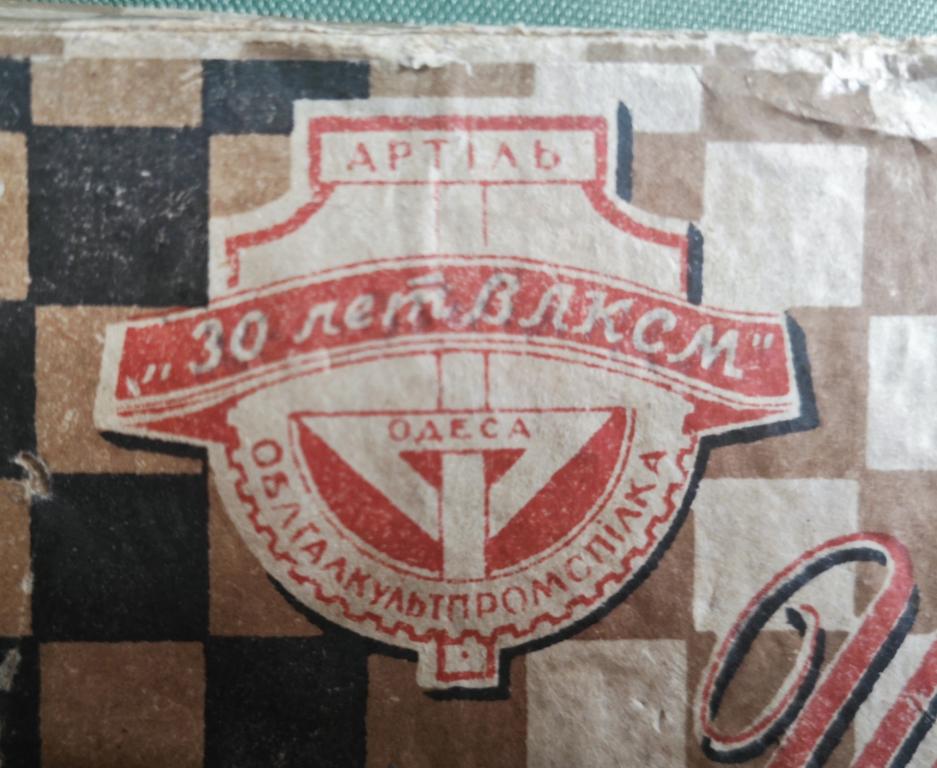 АРТІЛЬ
„30 лет ВЛКСМ"
ОДЕСА
ОБЛГАЛКУЛЬТПРОМСПІЛКА